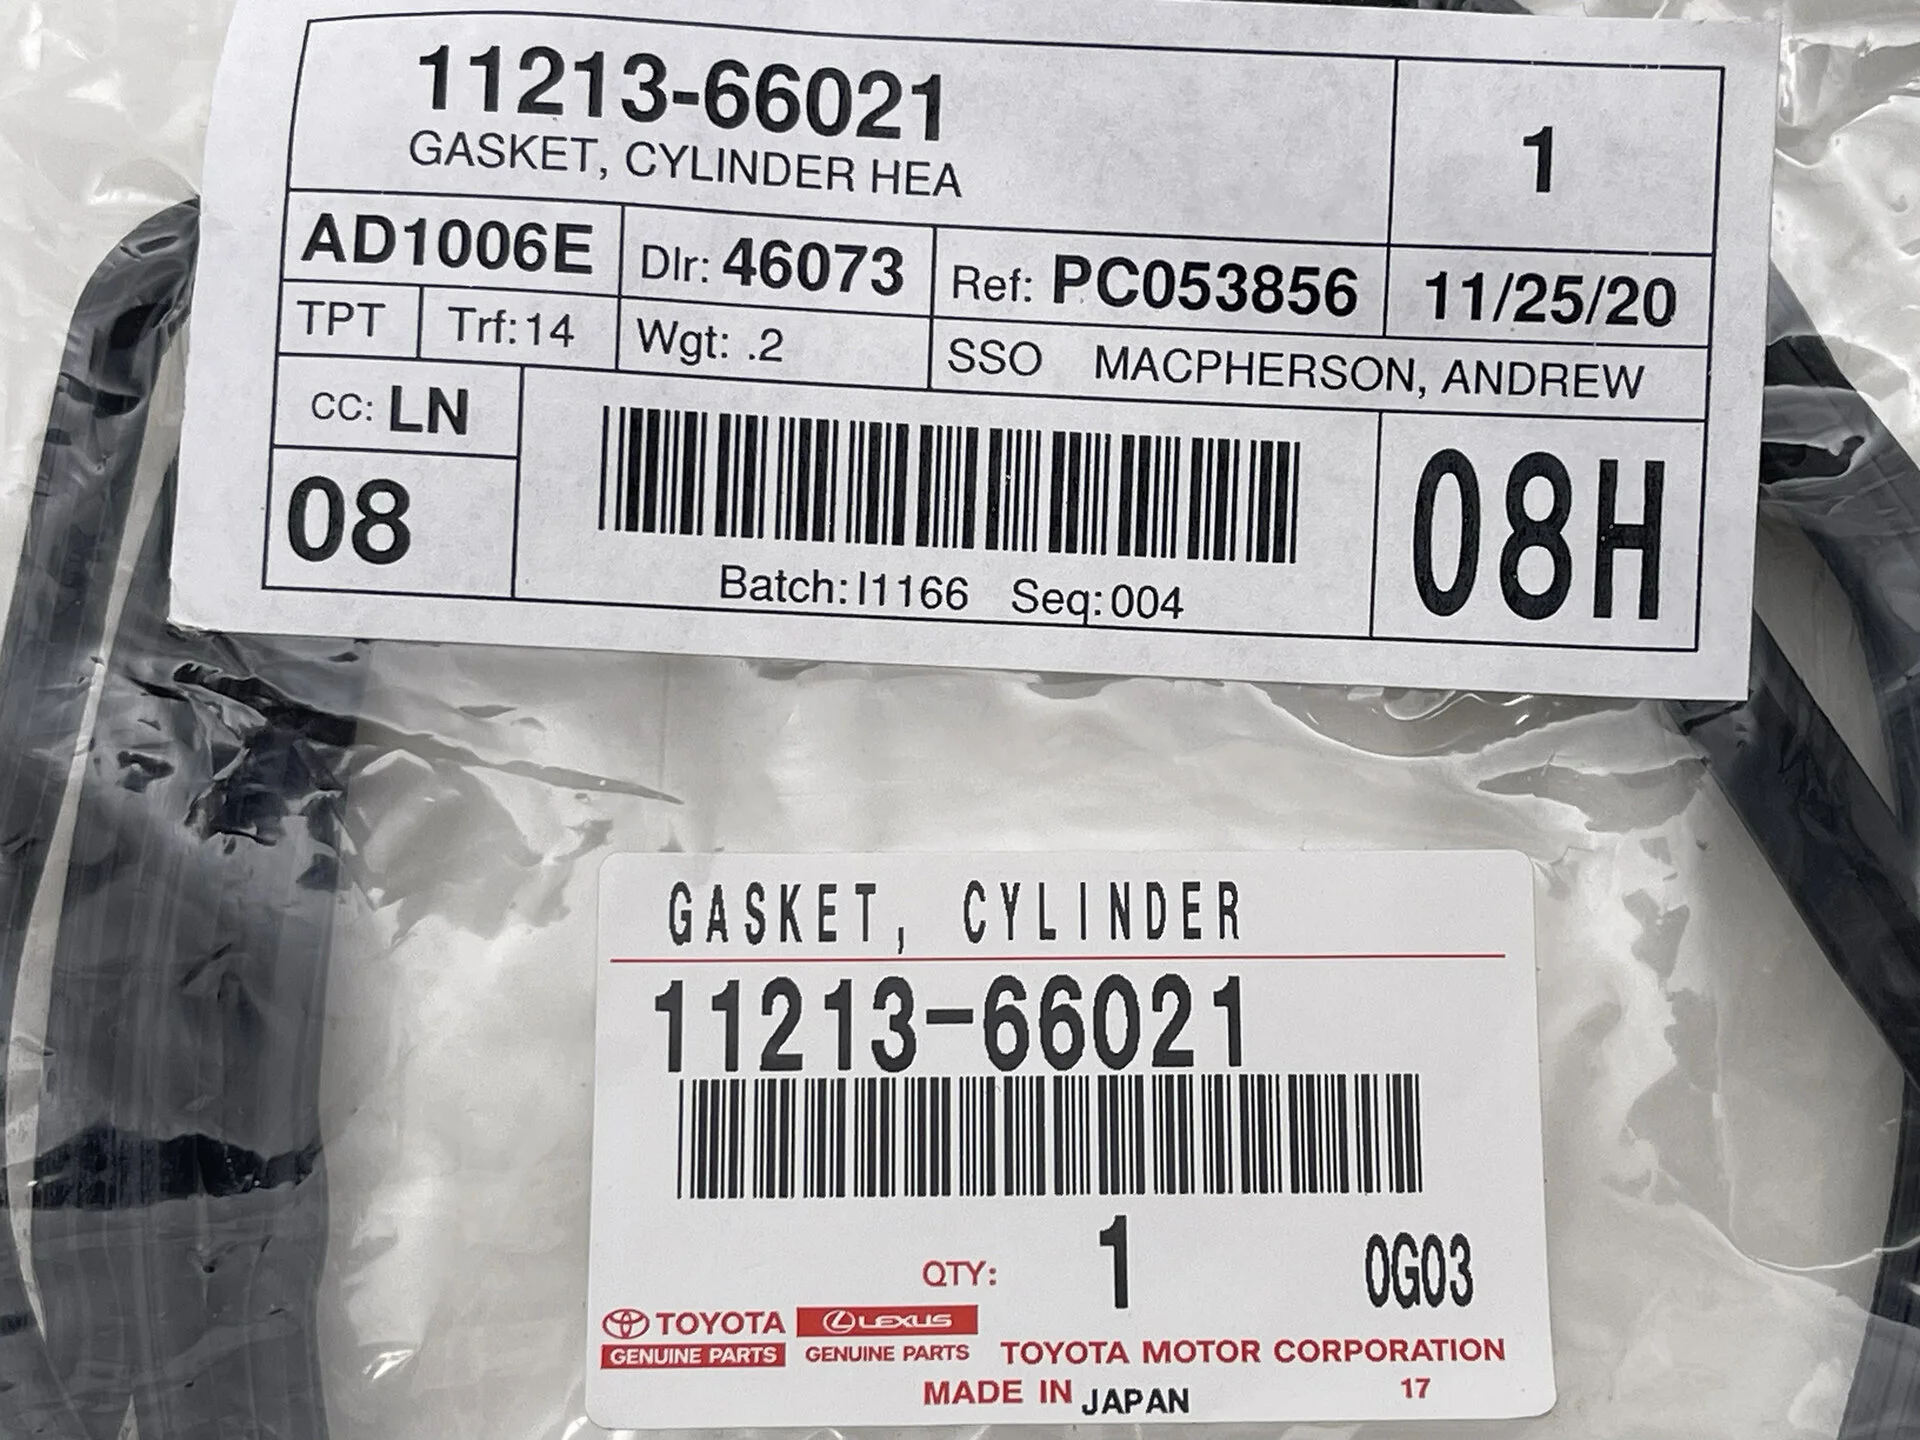 11213-66021
1
GASKET, CYLINDER HEA
AD1006E
Dlr: 46073
Ref: PC053856
11/25/20
TPT
Trf: 14
Wgt: .2
SSO MACPHERSON, ANDREW
CC: LN
08
08H
Batch: I1166 Seq: 004
GASKET, CYLINDER
11213-66021
QTY: 1 0G03
TOYOTA LEXUS
GENUINE PARTS GENUINE PARTS TOYOTA MOTOR CORPORATION
MADE IN JAPAN 17